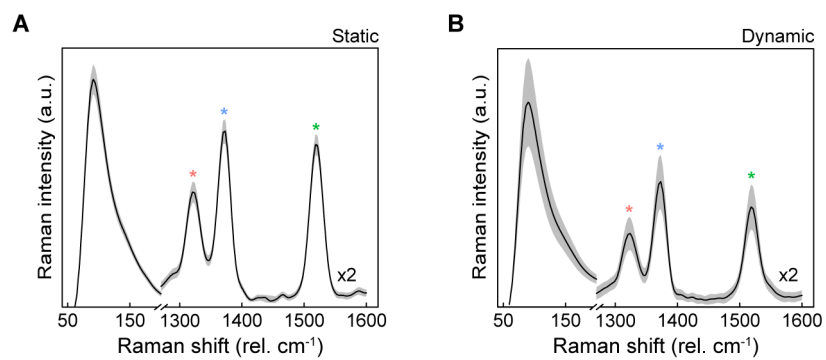 A
Static
Raman intensity (a.u.)
*
*
*
x2
50 150 1300 1400 1500 1600
Raman shift (rel. cm⁻¹)
B
Dynamic
Raman intensity (a.u.)
*
*
*
x2
50 150 1300 1400 1500 1600
Raman shift (rel. cm⁻¹)